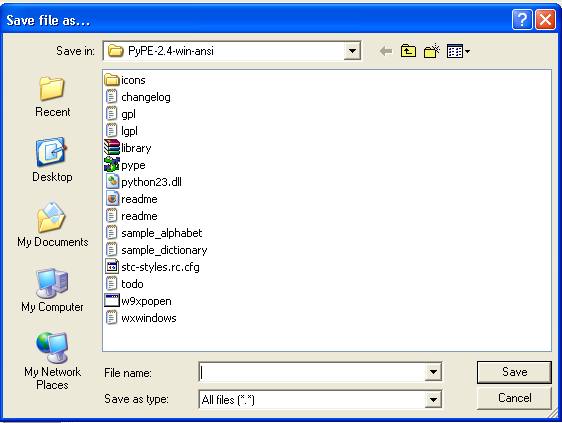 Save file as...
Save in:
PyPE-2.4-win-ansi
Recent
Desktop
My Documents
My Computer
My Network
Places
icons
changelog
gpl
lgpl
library
pype
python23.dll
readme
readme
sample_alphabet
sample_dictionary
stc-styles.rc.cfg
todo
w9xpopen
wxwindows
File name:
Save
Save as type:
All files (*.*)
Cancel